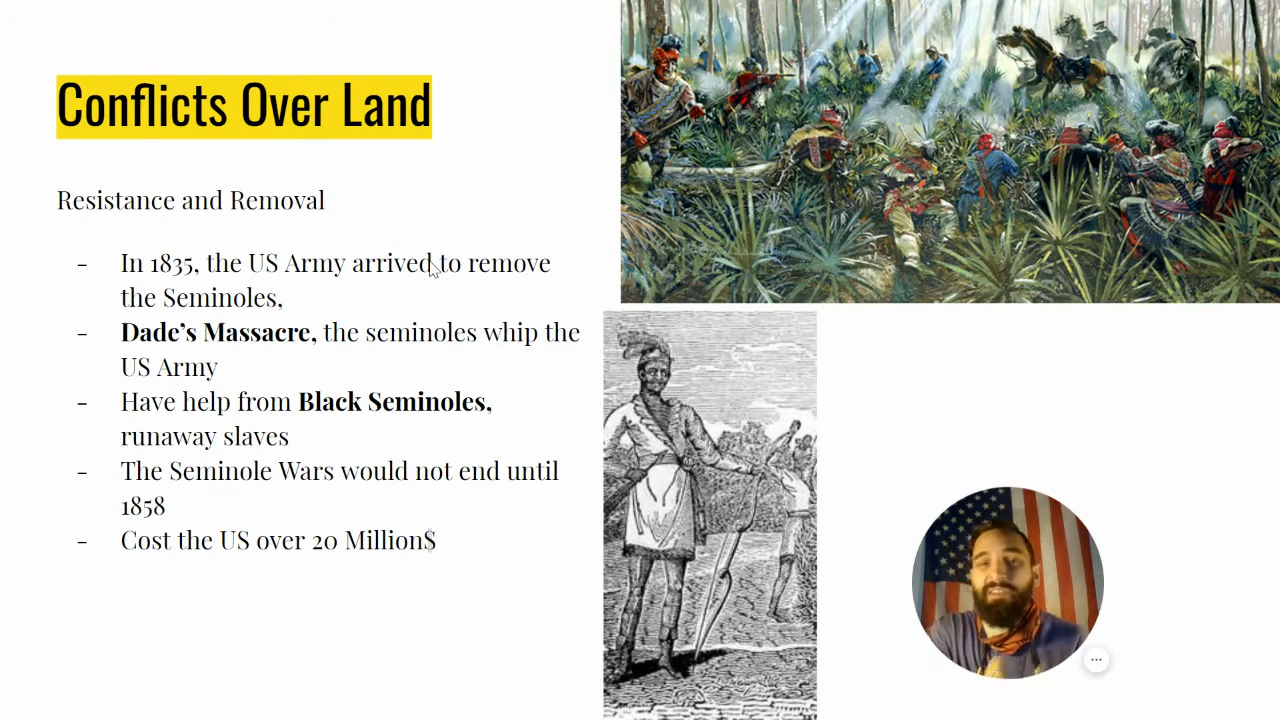 Conflicts Over Land
Resistance and Removal
- In 1835, the US Army arrived to remove
the Seminoles,
- Dade's Massacre, the seminoles whip the
US Army
- Have help from Black Seminoles,
runaway slaves
- The Seminole Wars would not end until
1858
- Cost the US over 20 Million$